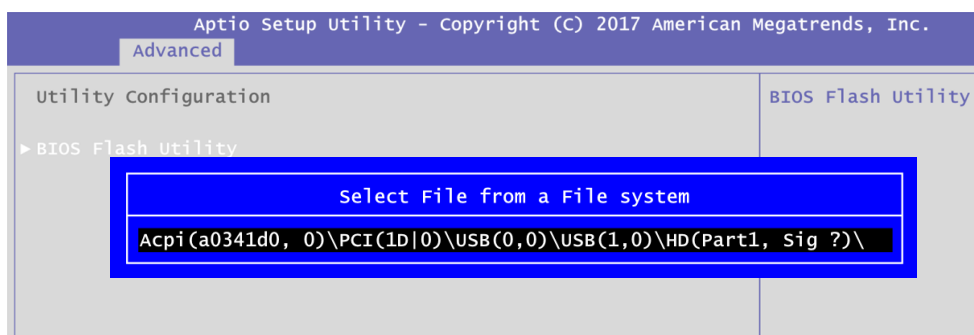 Aptio Setup Utility - Copyright (C) 2017 American Megatrends, Inc.
Advanced
Utility Configuration
BIOS Flash Utility
►BIOS Flash Utility
Select File from a File system
Acpi(a0341d0, 0)\PCI(1D|0)\USB(0,0)\USB(1,0)\HD(Part1, Sig ?)\